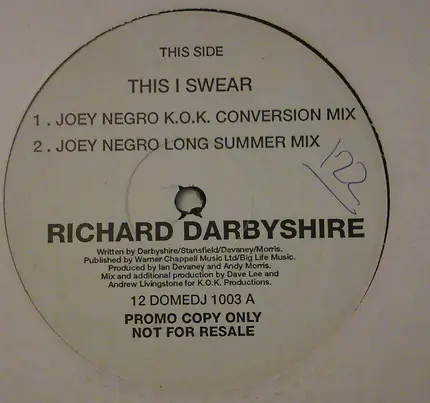 THIS SIDE
THIS I SWEAR
1 . JOEY NEGRO K.O.K. CONVERSION MIX
2 . JOEY NEGRO LONG SUMMER MIX
122
RICHARD DARBYSHIRE
Written by Darbyshire/Stansfield/Devaney/Morris.
Published by Warner Chappell Music Ltd/Big Life Music.
Produced by Ian Devaney and Andy Morris.
Mix and additional production by Dave Lee and
Andrew Livingstone for K.O.K. Productions.
12 DOMEDJ 1003 A
PROMO COPY ONLY
NOT FOR RESALE